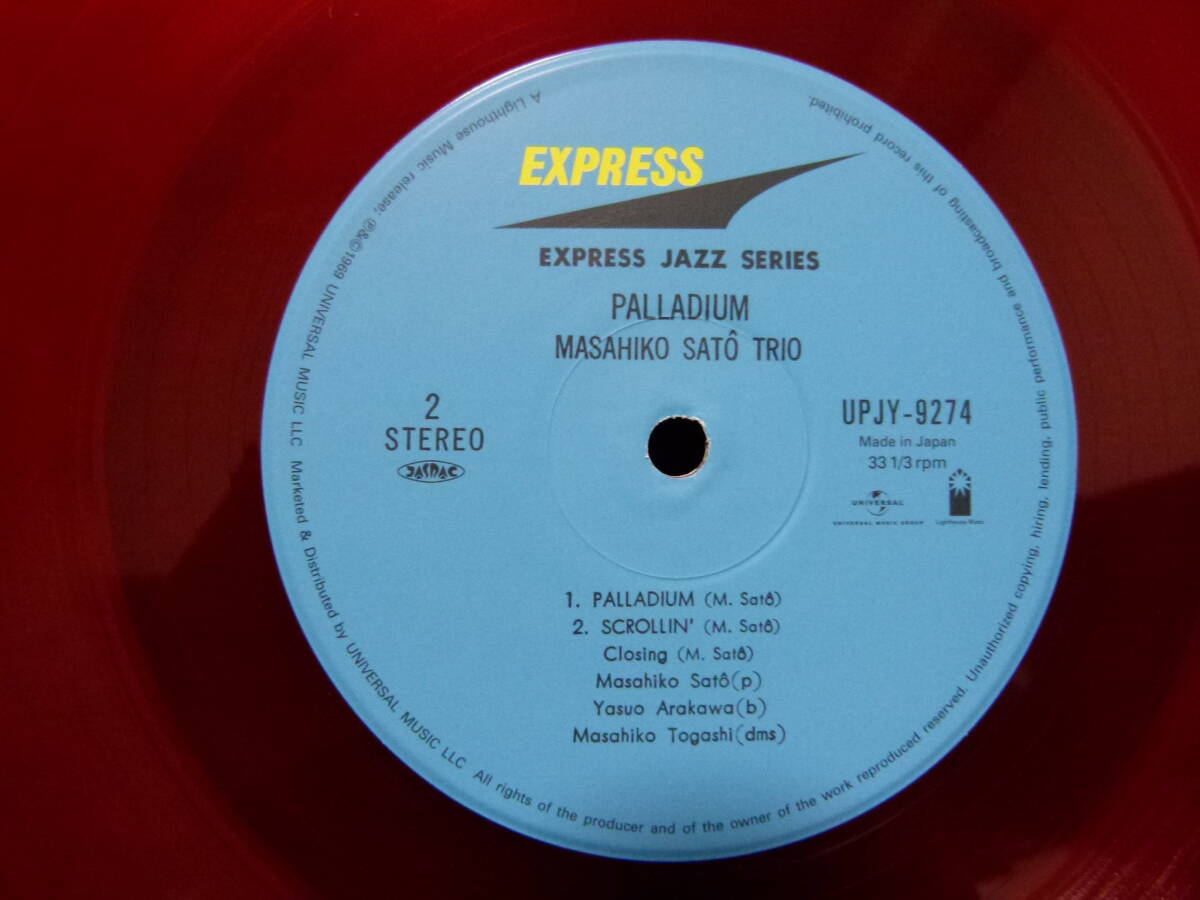 EXPRESS
EXPRESS JAZZ SERIES
PALLADIUM
MASAHIKO SATÔ TRIO
2
STEREO
JASRAC
UPJY-9274
Made in Japan
33 1/3 rpm
UNIVERSAL
UNIVERSAL MUSIC GROUP
Lighthouse Music
1. PALLADIUM (M. Satô)
2. SCROLLIN' (M. Satô)
Closing (M. Satô)
Masahiko Satô(p)
Yasuo Arakawa(b)
Masahiko Togashi(dms)
A Lighthouse Music release; ℗&©1969 UNIVERSAL MUSIC LLC Marketed & Distributed by UNIVERSAL MUSIC LLC All rights of the producer and of the owner of the work reproduced reserved. Unauthorized copying, hiring, lending, public performance and broadcasting of this record prohibited.